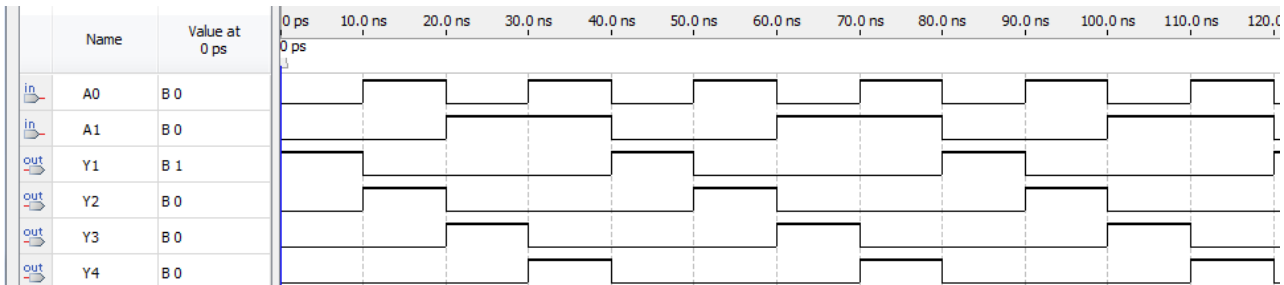 Name
Value at
0 ps
0 ps 10.0 ns 20.0 ns 30.0 ns 40.0 ns 50.0 ns 60.0 ns 70.0 ns 80.0 ns 90.0 ns 100.0 ns 110.0 ns 120.0
0 ps
in A0 B 0
in A1 B 0
out Y1 B 1
out Y2 B 0
out Y3 B 0
out Y4 B 0